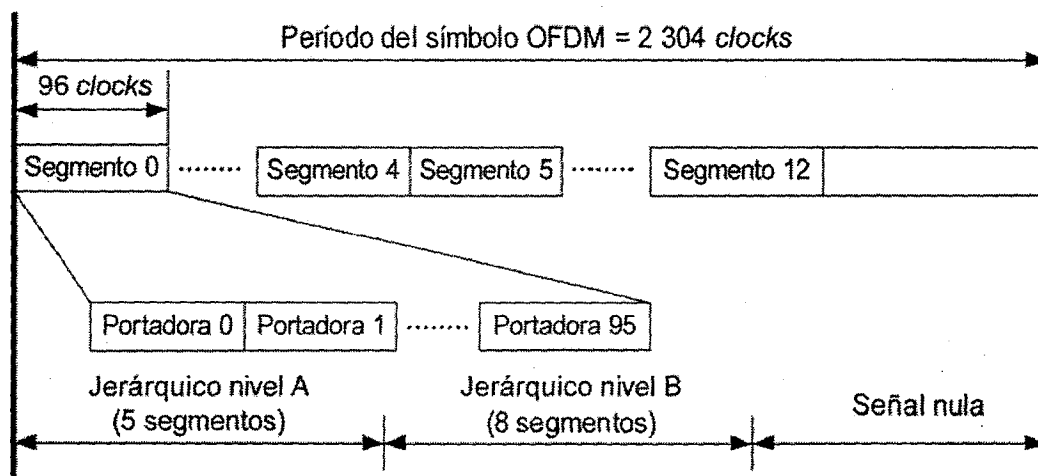 Período del símbolo OFDM = 2 304 clocks
96 clocks
Segmento 0 ........ Segmento 4 Segmento 5 ........ Segmento 12
Portadora 0 Portadora 1 ........ Portadora 95
Jerárquico nivel A
(5 segmentos)
Jerárquico nivel B
(8 segmentos)
Señal nula